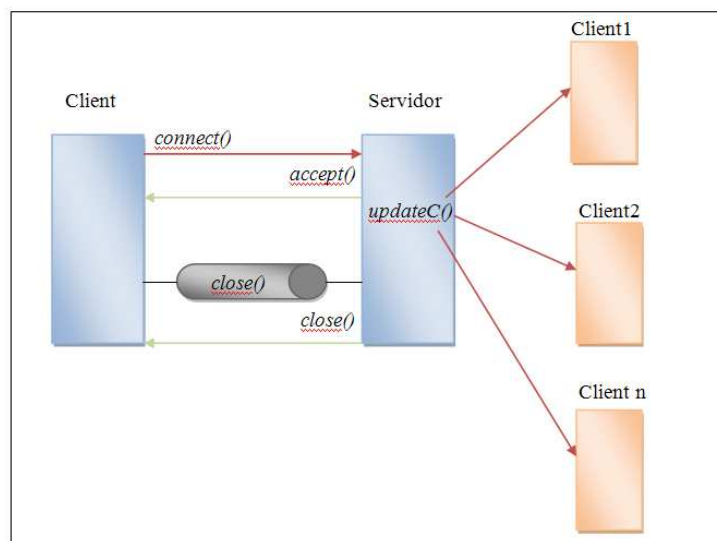 Client1
Client
Servidor
connect()
accept()
updateC()
Client2
close()
close()
Client n